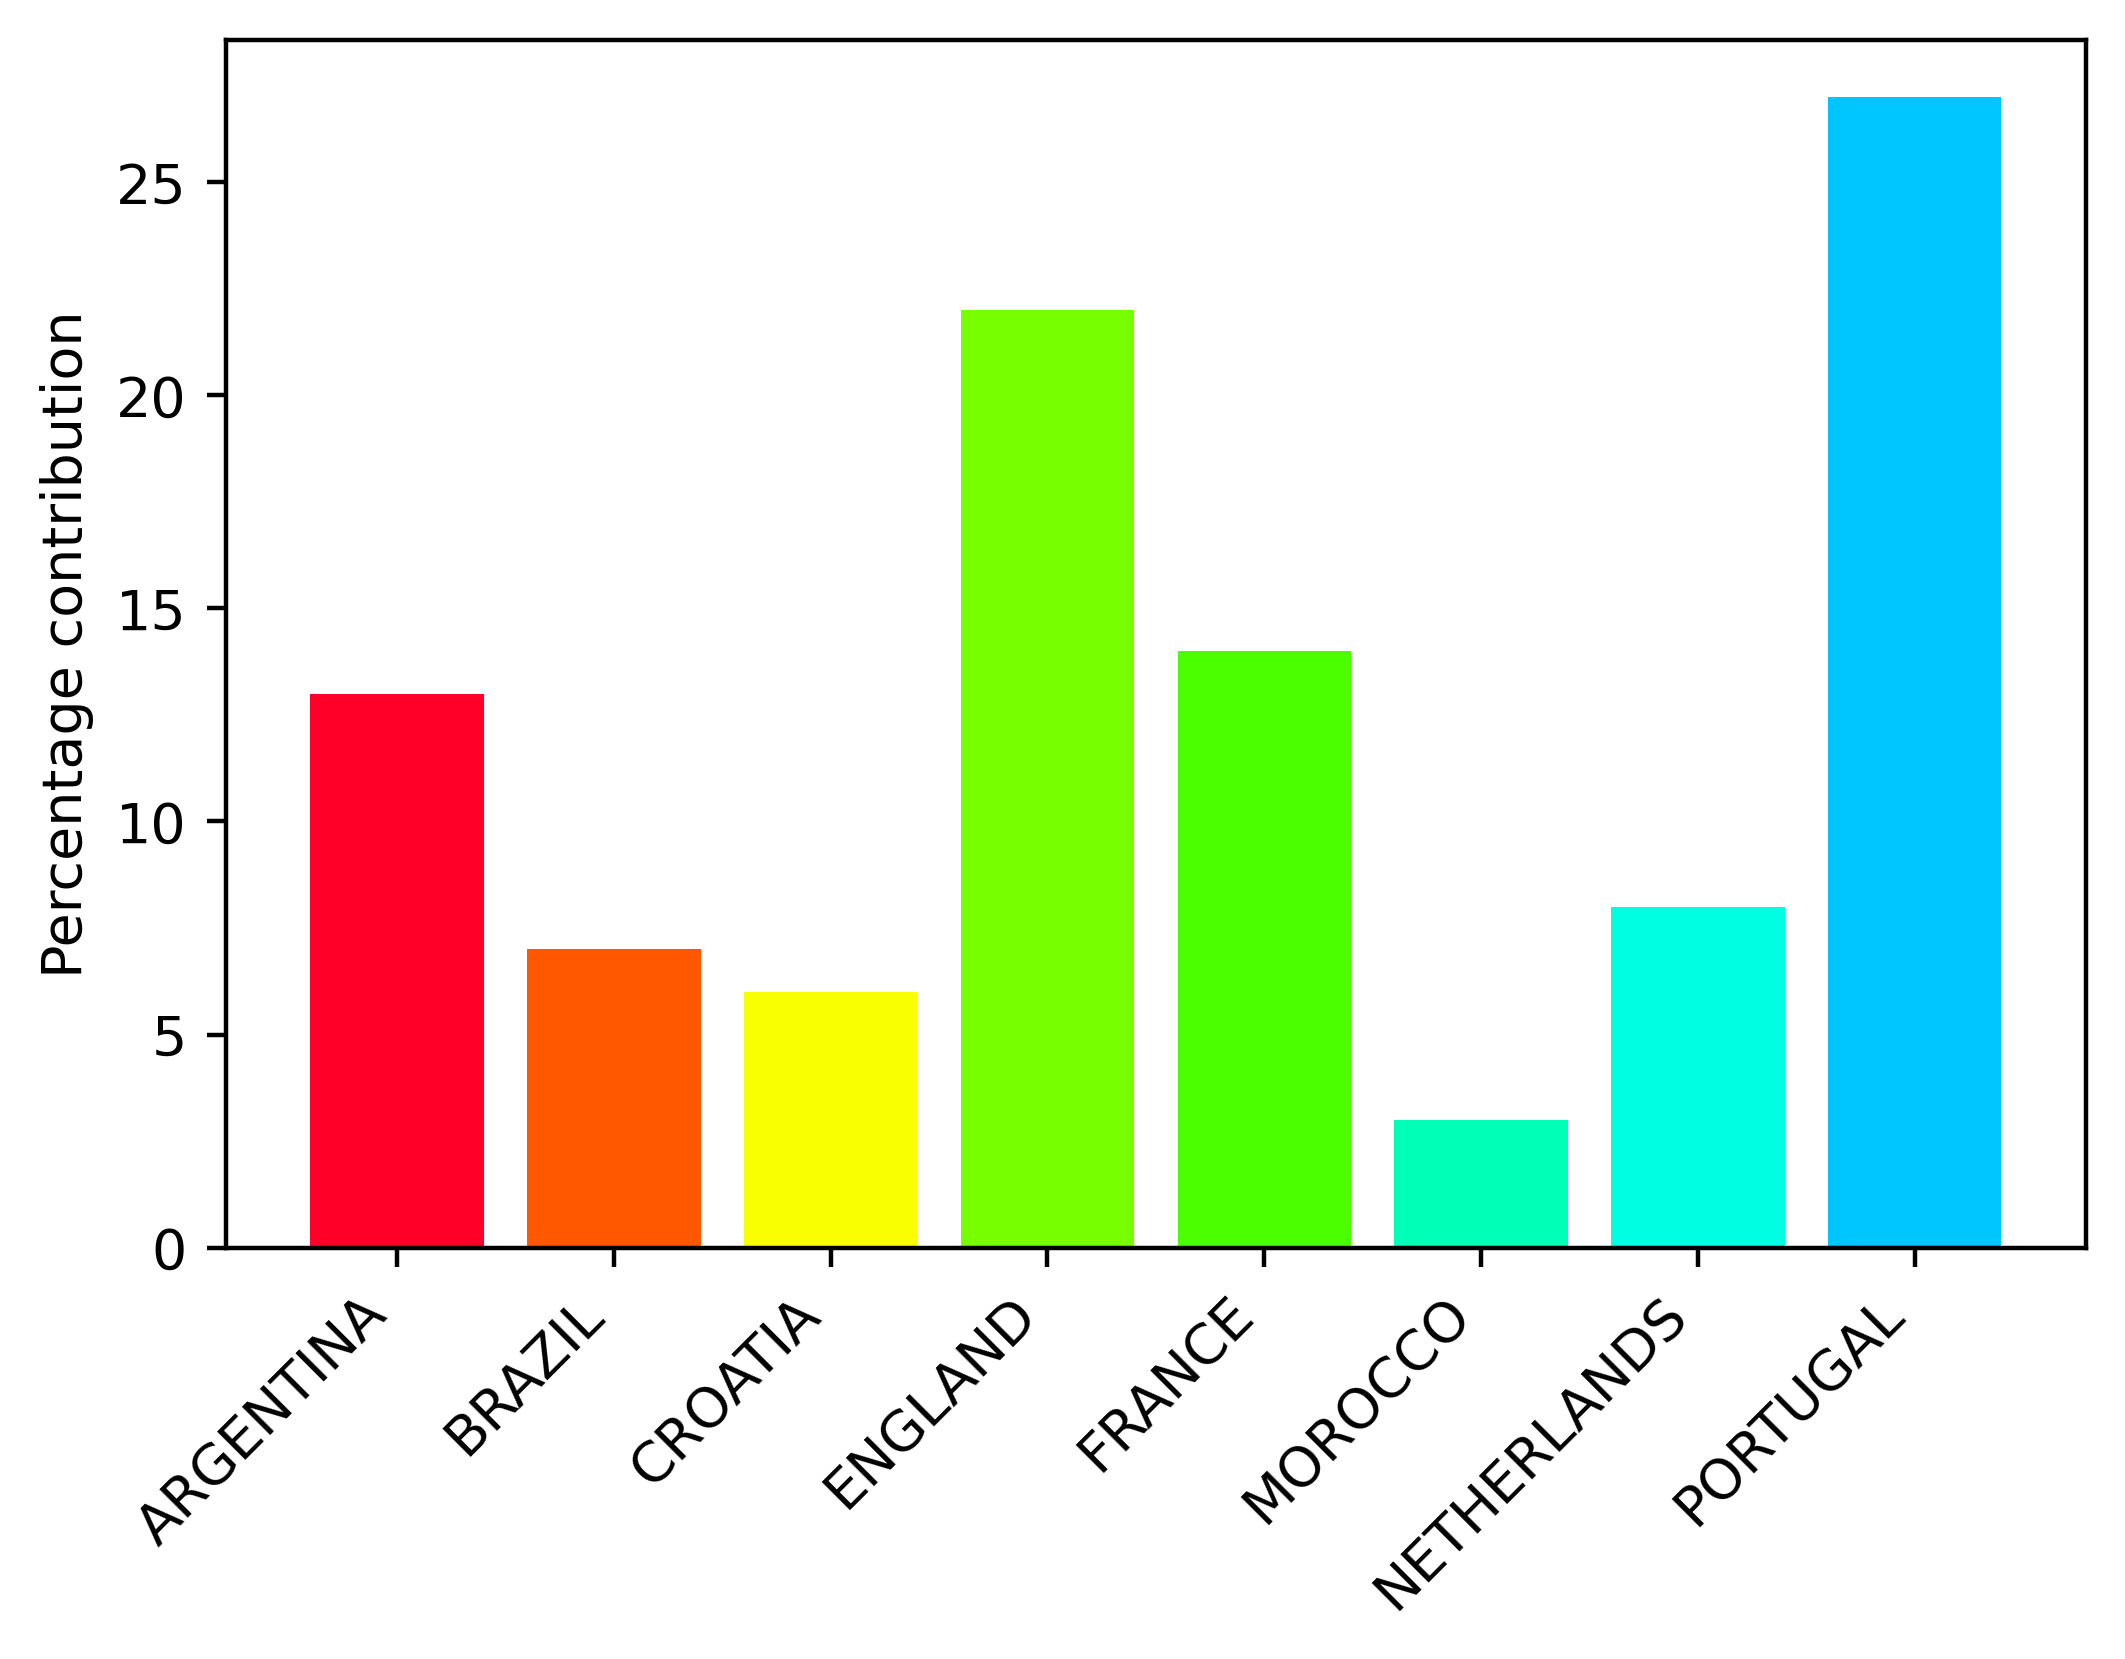 Percentage contribution
25
20
15
10
5
0
ARGENTINA
BRAZIL
CROATIA
ENGLAND
FRANCE
MOROCCO
NETHERLANDS
PORTUGAL